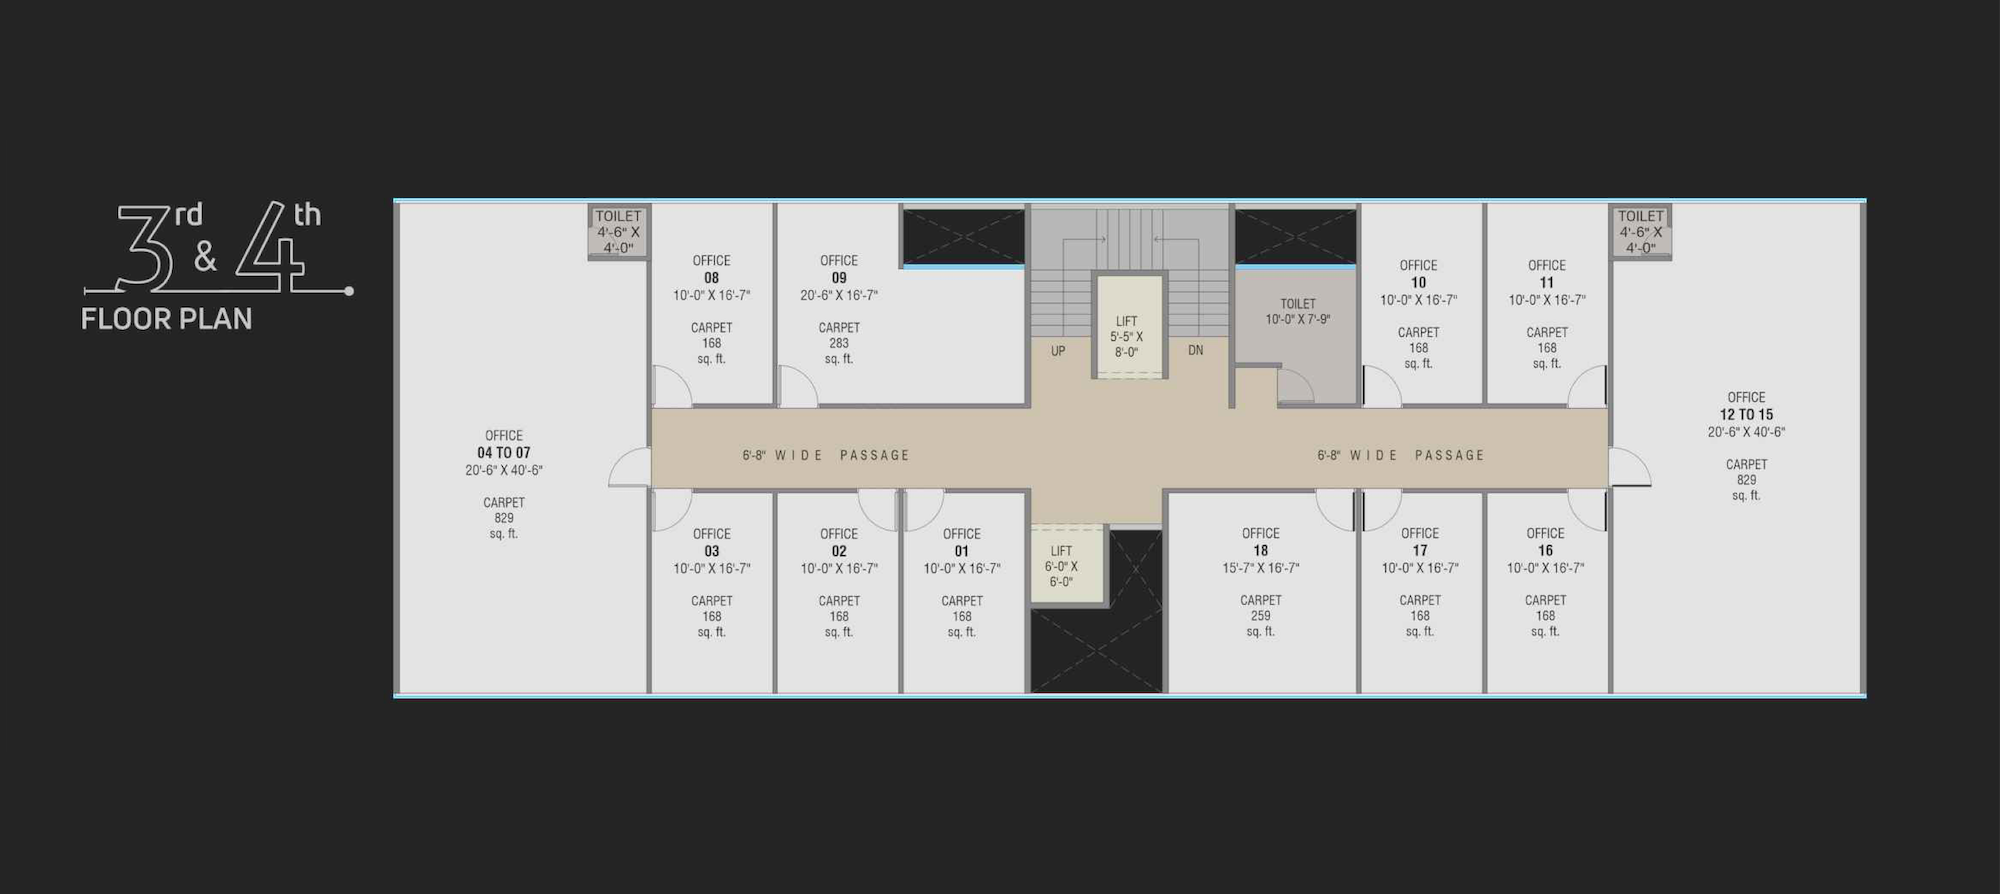 3rd & 4th
FLOOR PLAN
TOILET
4'-6" X
4'-0"
OFFICE
08
10'-0" X 16'-7"
CARPET
168
sq. ft.
OFFICE
09
20'-6" X 16'-7"
CARPET
283
sq. ft.
UP
LIFT
5'-5" X
8'-0"
DN
TOILET
10'-0" X 7'-9"
OFFICE
10
10'-0" X 16'-7"
CARPET
168
sq. ft.
OFFICE
11
10'-0" X 16'-7"
CARPET
168
sq. ft.
TOILET
4'-6" X
4'-0"
OFFICE
04 TO 07
20'-6" X 40'-6"
CARPET
829
sq. ft.
6'-8" WIDE PASSAGE
6'-8" WIDE PASSAGE
OFFICE
12 TO 15
20'-6" X 40'-6"
CARPET
829
sq. ft.
OFFICE
03
10'-0" X 16'-7"
CARPET
168
sq. ft.
OFFICE
02
10'-0" X 16'-7"
CARPET
168
sq. ft.
OFFICE
01
10'-0" X 16'-7"
CARPET
168
sq. ft.
LIFT
6'-0" X
6'-0"
OFFICE
18
15'-7" X 16'-7"
CARPET
259
sq. ft.
OFFICE
17
10'-0" X 16'-7"
CARPET
168
sq. ft.
OFFICE
16
10'-0" X 16'-7"
CARPET
168
sq. ft.